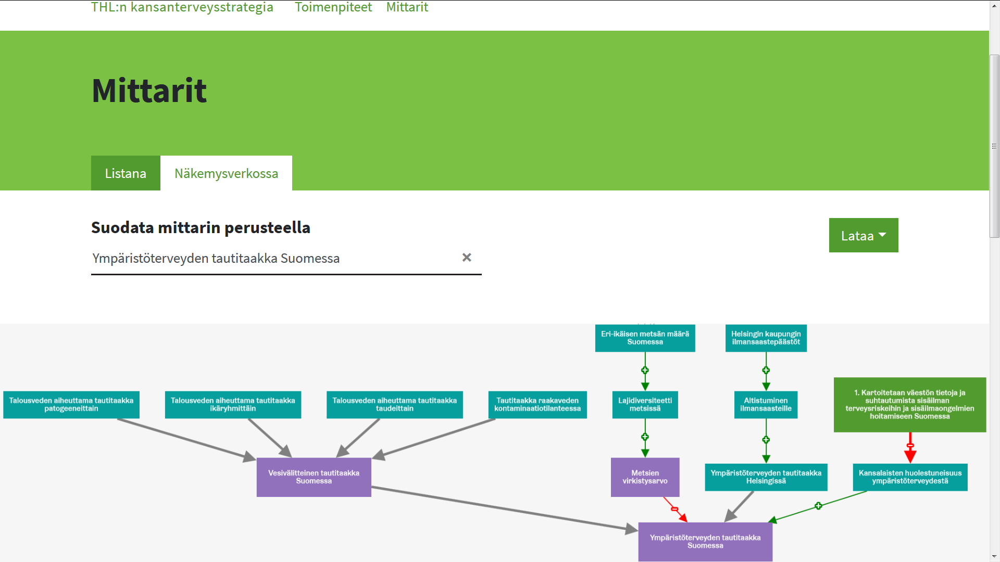 THL:n kansanterveysstrategia Toimenpiteet Mittarit
Mittarit
Listana Näkemysverkossa
Suodata mittarin perusteella
Lataa
Ympäristöterveyden tautitaakka Suomessa
Eri-ikäisen metsän määrä
Suomessa
Helsingin kaupungin
ilmansaastepäästöt
Talousveden aiheuttama tautitaakka
patogeeneittain
Talousveden aiheuttama tautitaakka
ikäryhmittäin
Talousveden aiheuttama tautitaakka
taudeittain
Tautitaakka raakaveden
kontaminaatiotilanteessa
Lajidiversiteetti
metsissä
Altistuminen
ilmansaasteille
1. Kartoitetaan väestön tietoja ja
suhtautumista sisäilman
terveysriskeihin ja sisäilmaongelmien
hoitamiseen Suomessa
Vesivälitteinen tautitaakka
Suomessa
Metsien
virkistysarvo
Ympäristöterveyden tautitaakka
Helsingissä
Kansalaisten huolestuneisuus
ympäristöterveydestä
Ympäristöterveyden tautitaakka
Suomessa